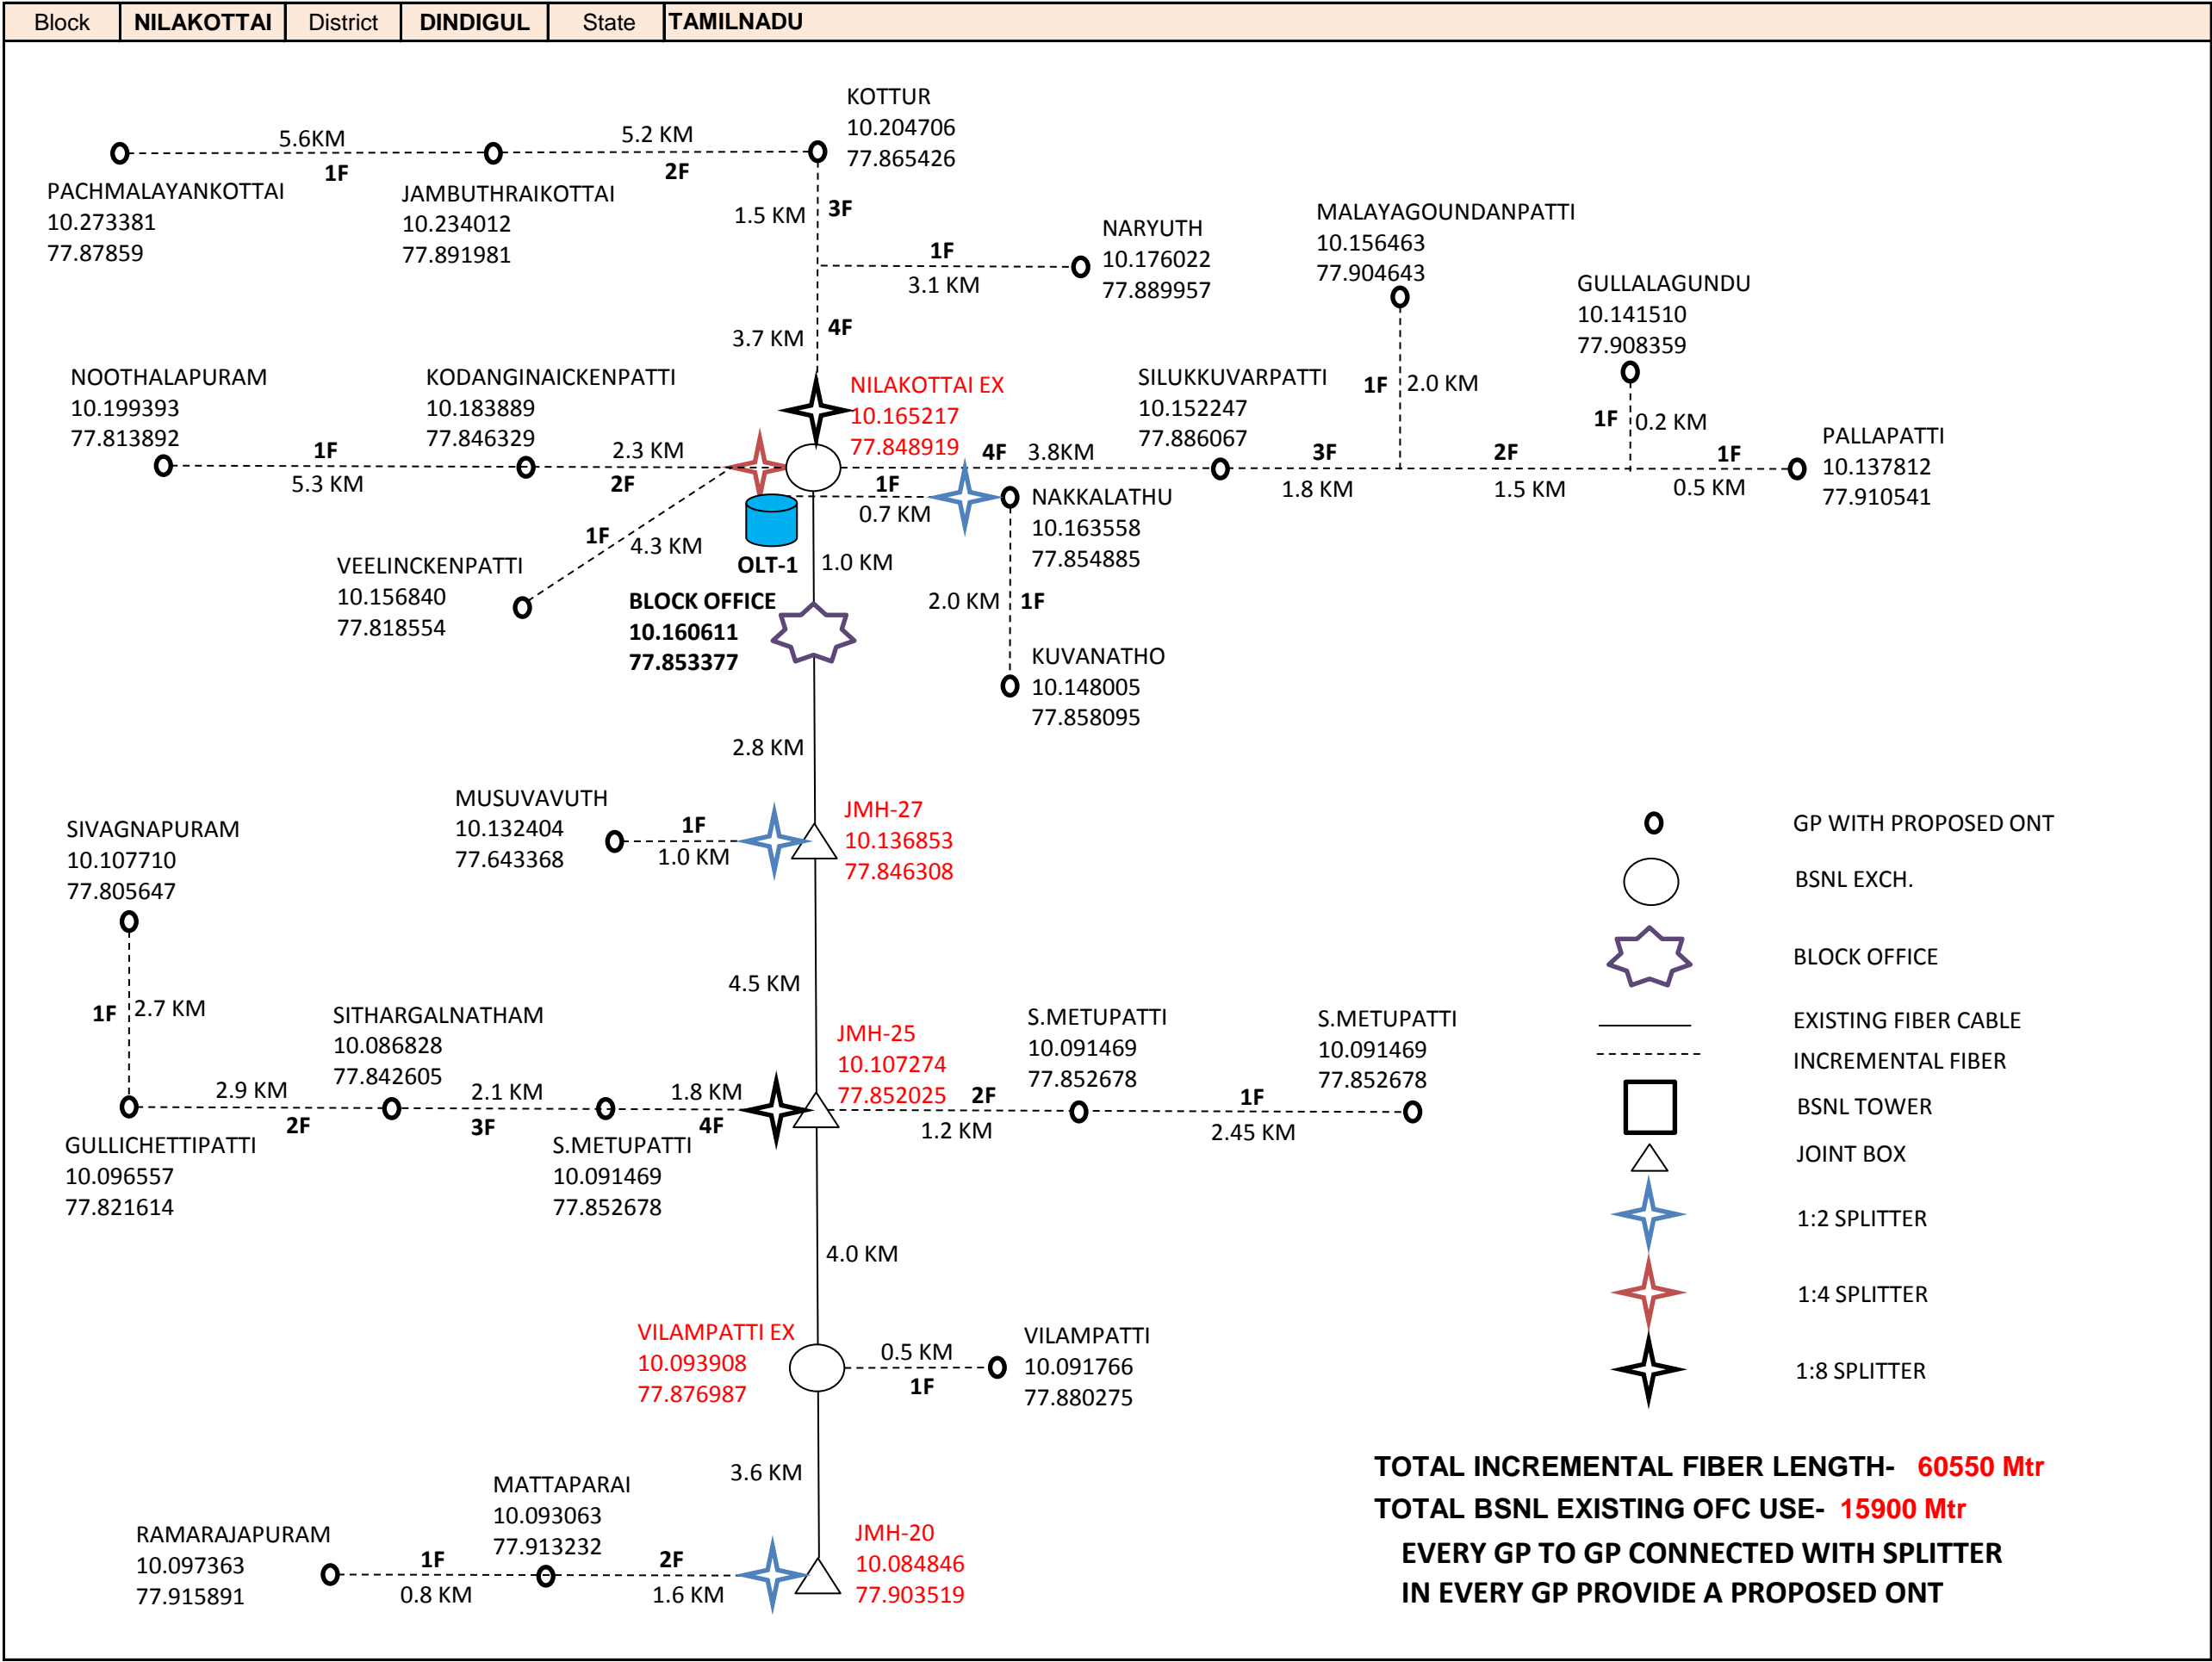 Block NILAKOTTAI District DINDIGUL State TAMILNADU
KOTTUR
10.204706
77.865426
5.6KM
1F
5.2 KM
2F
PACHMALAYANKOTTAI
10.273381
77.87859
JAMBUTHRAIKOTTAI
10.234012
77.891981
1.5 KM 3F
NARYUTH
10.176022
77.889957
1F
3.1 KM
MALAYAGOUNDANPATTI
10.156463
77.904643
GULLALAGUNDU
10.141510
77.908359
3.7 KM 4F
NOOTHALAPURAM
10.199393
77.813892
KODANGINAICKENPATTI
10.183889
77.846329
NILAKOTTAI EX
10.165217
77.848919
SILUKKUVARPATTI
10.152247
77.886067
1F 2.0 KM
1F 0.2 KM
PALLAPATTI
10.137812
77.910541
1F
5.3 KM
2.3 KM
2F
4F 3.8KM
3F
1.8 KM
2F
1.5 KM
1F
0.5 KM
1F
0.7 KM
NAKKALATHU
10.163558
77.854885
1F 4.3 KM
VEELINCKENPATTI
10.156840
77.818554
OLT-1
1.0 KM
BLOCK OFFICE
10.160611
77.853377
2.0 KM 1F
KUVANATHO
10.148005
77.858095
2.8 KM
MUSUVAVUTH
10.132404
77.643368
1F
1.0 KM
JMH-27
10.136853
77.846308
SIVAGNAPURAM
10.107710
77.805647
1F 2.7 KM
4.5 KM
SITHARGALNATHAM
10.086828
77.842605
JMH-25
10.107274
77.852025
S.METUPATTI
10.091469
77.852678
S.METUPATTI
10.091469
77.852678
2.9 KM
2F
2.1 KM
3F
1.8 KM
4F
2F
1.2 KM
1F
2.45 KM
GULLICHETTIPATTI
10.096557
77.821614
S.METUPATTI
10.091469
77.852678
4.0 KM
VILAMPATTI EX
10.093908
77.876987
0.5 KM
1F
VILAMPATTI
10.091766
77.880275
3.6 KM
MATTAPARAI
10.093063
77.913232
RAMARAJAPURAM
10.097363
77.915891
1F
0.8 KM
2F
1.6 KM
JMH-20
10.084846
77.903519
GP WITH PROPOSED ONT
BSNL EXCH.
BLOCK OFFICE
EXISTING FIBER CABLE
INCREMENTAL FIBER
BSNL TOWER
JOINT BOX
1:2 SPLITTER
1:4 SPLITTER
1:8 SPLITTER
TOTAL INCREMENTAL FIBER LENGTH- 60550 Mtr
TOTAL BSNL EXISTING OFC USE- 15900 Mtr
EVERY GP TO GP CONNECTED WITH SPLITTER
IN EVERY GP PROVIDE A PROPOSED ONT